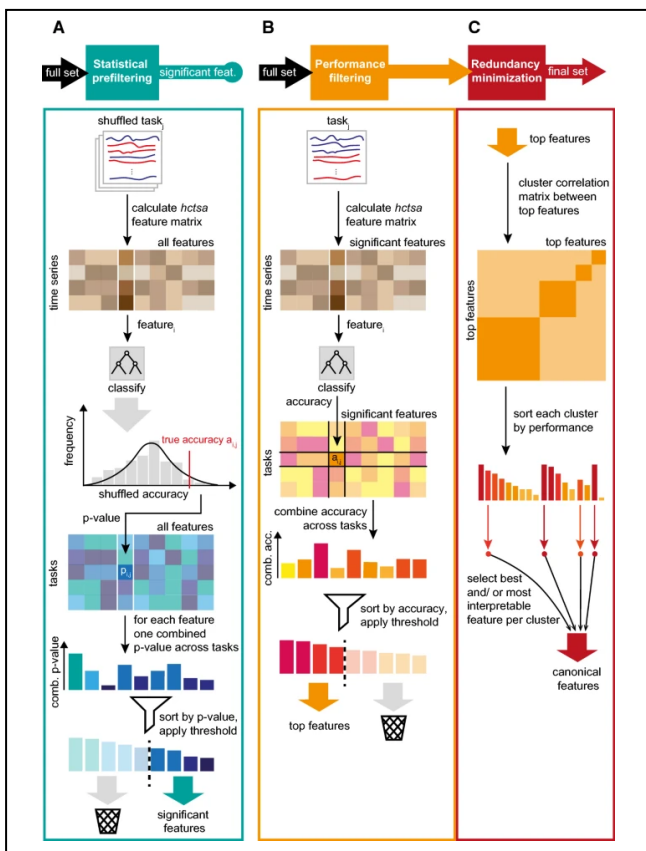 A
B
C
full set
Statistical
prefiltering
significant feat.
full set
Performance
filtering
Redundancy
minimization
final set
shuffled task j
calculate hctsa
feature matrix
all features
time series
feature i
classify
frequency
true accuracy a i,j
shuffled accuracy
p-value
all features
tasks
p i,j
for each feature
one combined
p-value across tasks
comb. p-value
sort by p-value,
apply threshold
significant
features
task j
calculate hctsa
feature matrix
significant features
time series
feature i
classify
accuracy
significant features
tasks
a i,j
combine accuracy
across tasks
comb. acc.
sort by accuracy,
apply threshold
top features
top features
cluster correlation
matrix between
top features
top features
top features
sort each cluster
by performance
select best
and/ or most
interpretable
feature per cluster
canonical
features